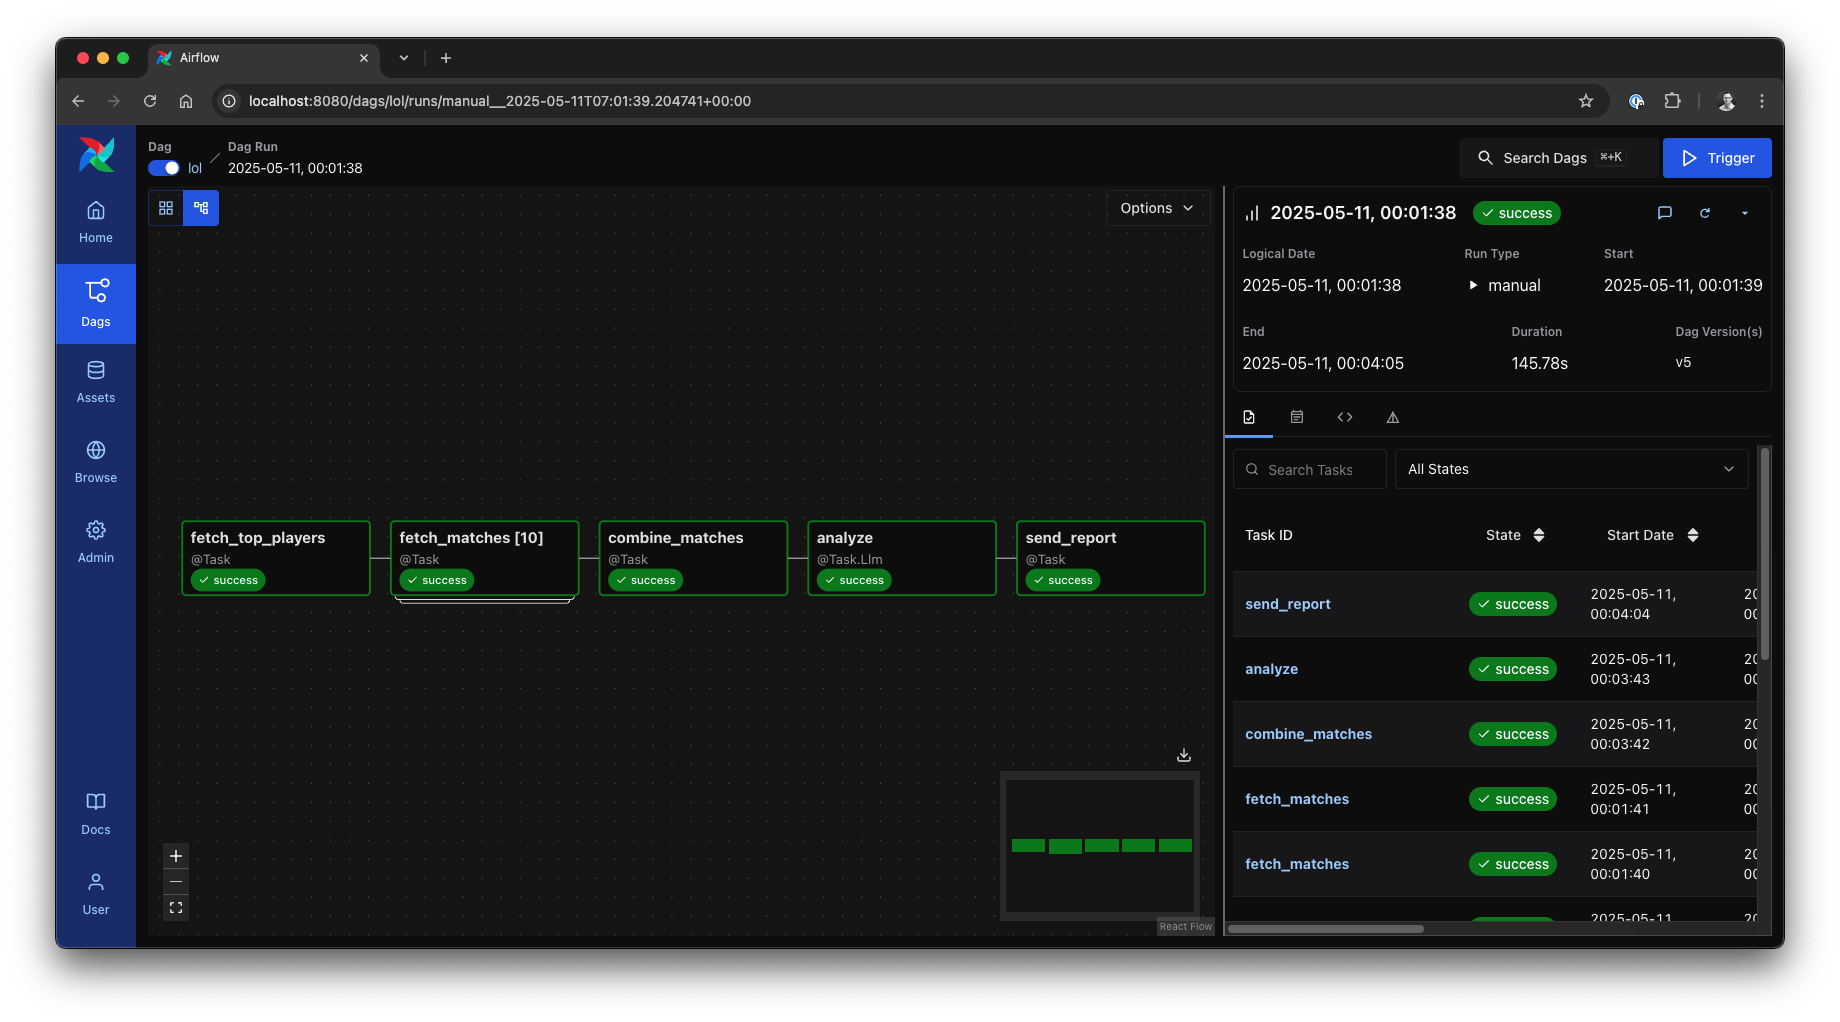 Airflow
localhost:8080/dags/lol/runs/manual__2025-05-11T07:01:39.204741+00:00
Dag
lol
Dag Run
2025-05-11, 00:01:38
Search Dags ⌘+K
Trigger
Home
Dags
Assets
Browse
Admin
Docs
User
Options
fetch_top_players
@Task
success
fetch_matches [10]
@Task
success
combine_matches
@Task
success
analyze
@Task.Llm
success
send_report
@Task
success
React Flow
2025-05-11, 00:01:38 success
Logical Date Run Type Start
2025-05-11, 00:01:38 manual 2025-05-11, 00:01:39
End Duration Dag Version(s)
2025-05-11, 00:04:05 145.78s v5
Search Tasks All States
Task ID State Start Date
send_report success 2025-05-11, 20
00:04:04 00
analyze success 2025-05-11, 20
00:03:43 00
combine_matches success 2025-05-11, 20
00:03:42 00
fetch_matches success 2025-05-11, 20
00:01:41 00
fetch_matches success 2025-05-11, 20
00:01:40 00
2025-05-11, 20